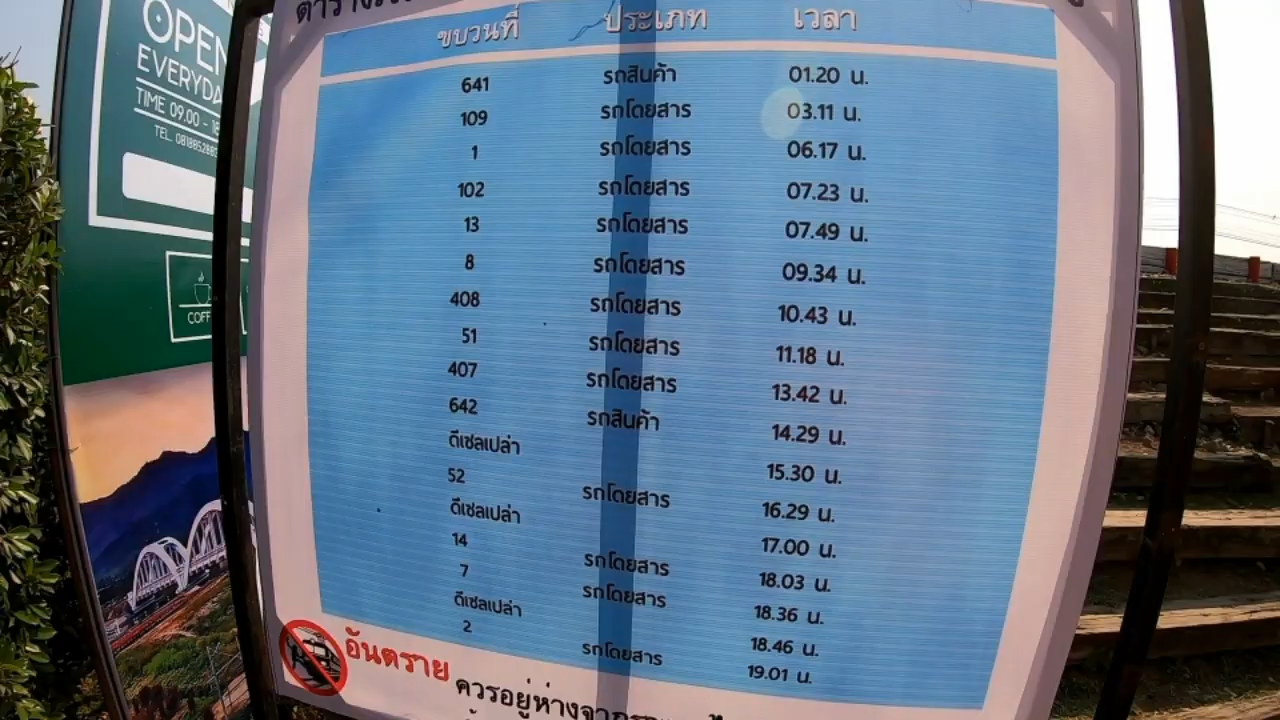 OPEN
EVERYDA
TIME 09.00 - 1
TEL.
COFF
ขบวนที่ ประเภท เวลา
641 รถสินค้า 01.20 น.
109 รถโดยสาร 03.11 น.
1 รถโดยสาร 06.17 น.
102 รถโดยสาร 07.23 น.
13 รถโดยสาร 07.49 น.
8 รถโดยสาร 09.34 น.
408 รถโดยสาร 10.43 น.
51 รถโดยสาร 11.18 น.
407 รถโดยสาร 13.42 น.
642 รถสินค้า 14.29 น.
ดีเซลเปล่า 15.30 น.
52 รถโดยสาร 16.29 น.
ดีเซลเปล่า 17.00 น.
14 รถโดยสาร 18.03 น.
7 รถโดยสาร 18.36 น.
ดีเซลเปล่า 18.46 น.
2 รถโดยสาร 19.01 น.
อันตราย ควรอยู่ห่างจาก